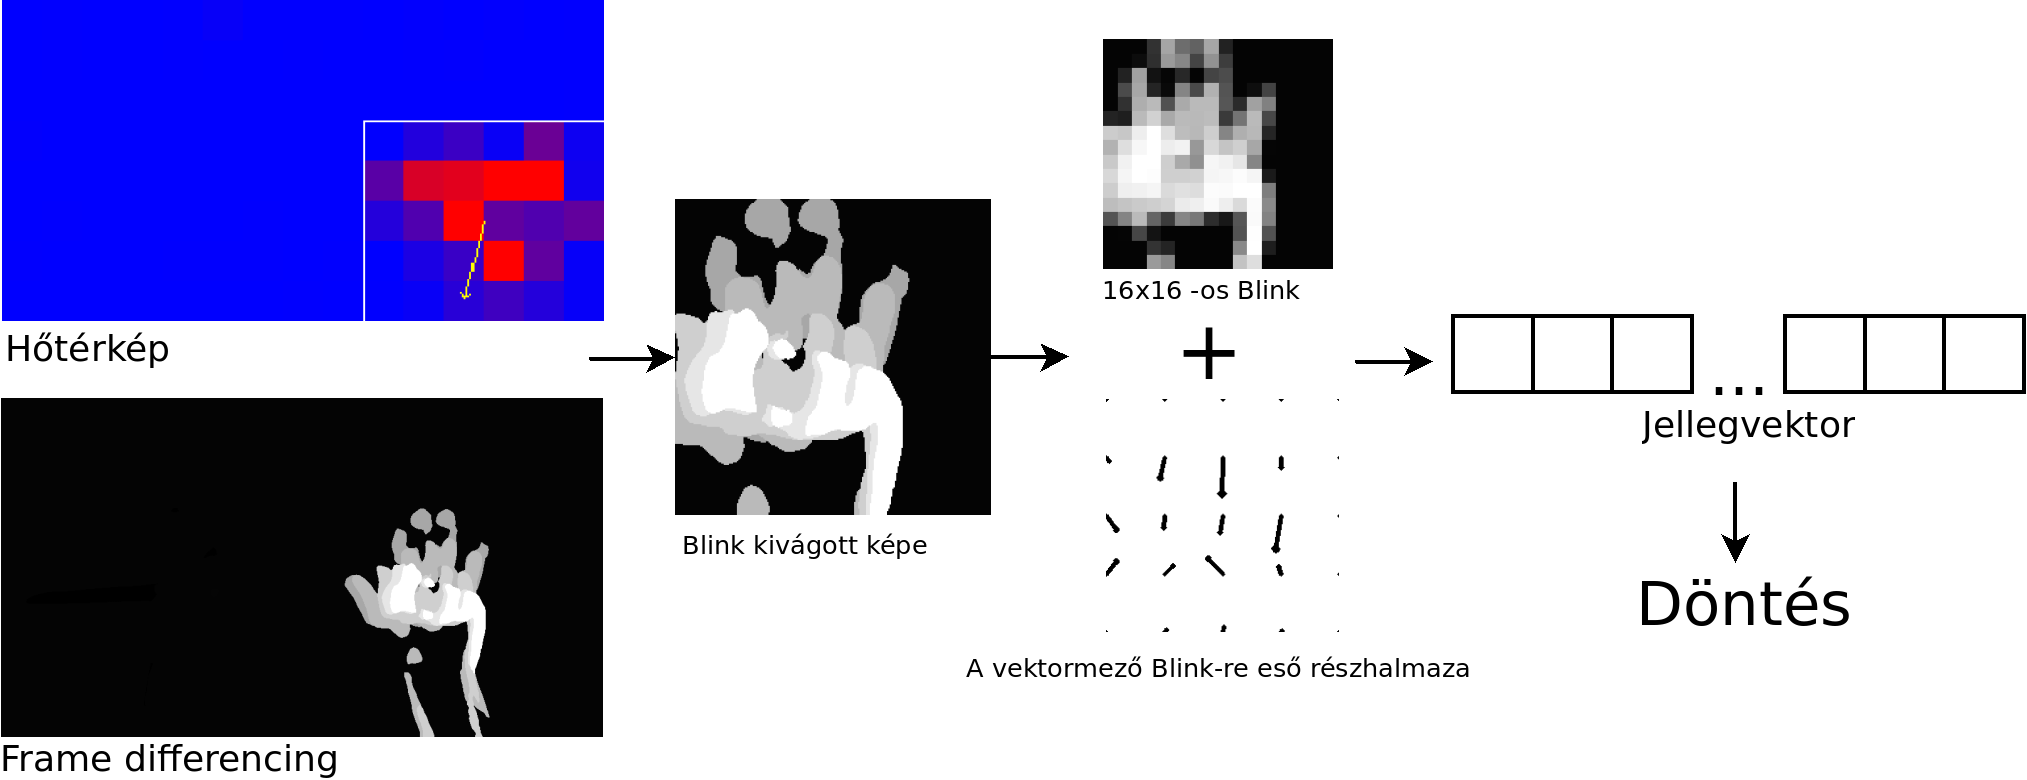 Hőtérkép
Frame differencing
Blink kivágott képe
16x16 -os Blink
+
A vektormező Blink-re eső részhalmaza
...
Jellegvektor
Döntés